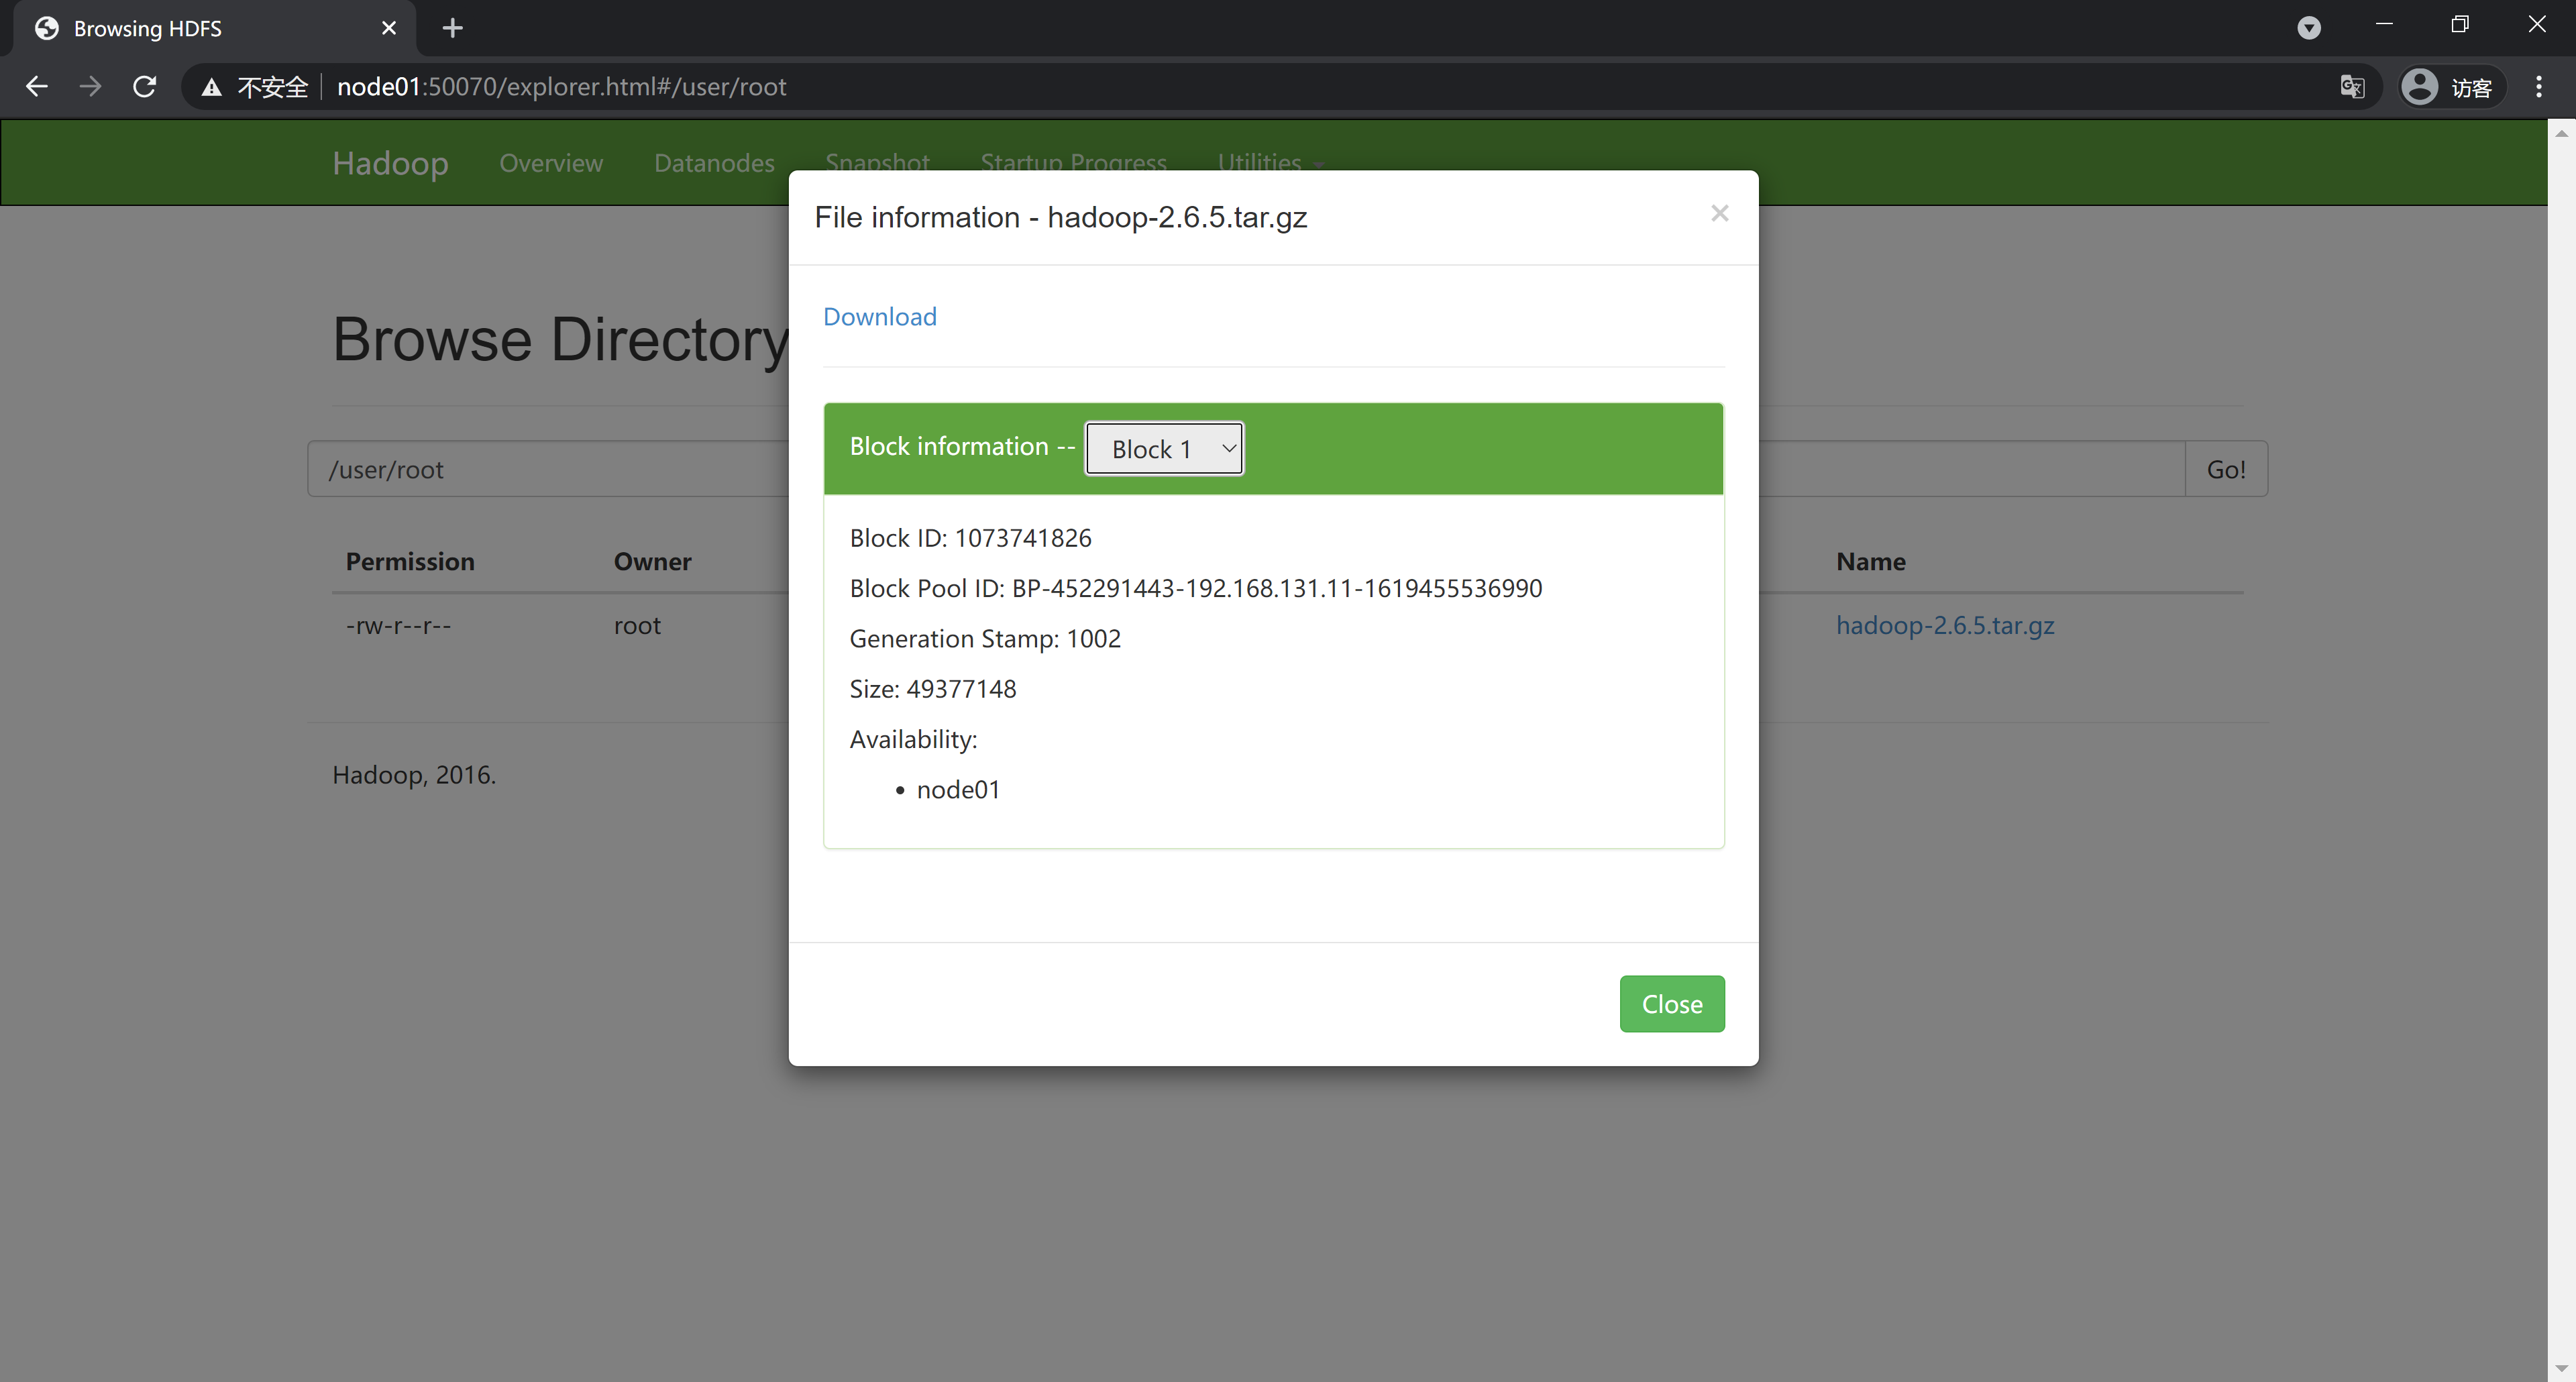 Browsing HDFS
不安全 node01:50070/explorer.html#/user/root 访客
Hadoop Overview Datanodes Snapshot Startup Progress Utilities
File information - hadoop-2.6.5.tar.gz ×
Download
Browse Directory
Block information -- Block 1
/user/root Go!
Block ID: 1073741826
Permission Owner Name
Block Pool ID: BP-452291443-192.168.131.11-1619455536990
-rw-r--r-- root hadoop-2.6.5.tar.gz
Generation Stamp: 1002
Size: 49377148
Availability:
Hadoop, 2016.
• node01
Close